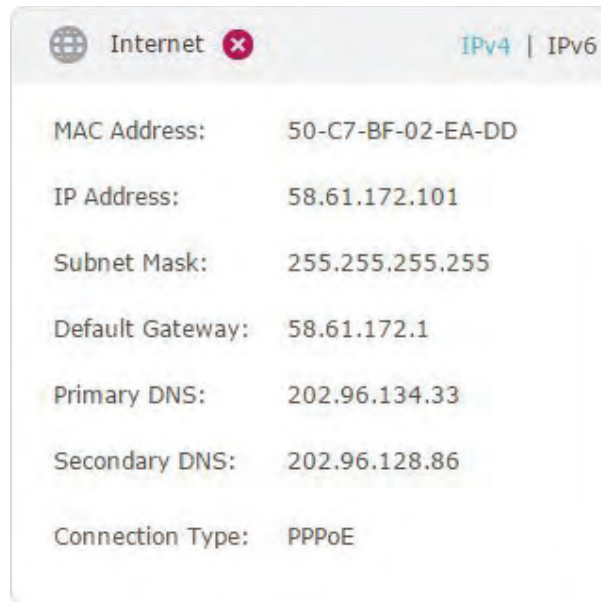 Internet IPv4 | IPv6
MAC Address: 50-C7-BF-02-EA-DD
IP Address: 58.61.172.101
Subnet Mask: 255.255.255.255
Default Gateway: 58.61.172.1
Primary DNS: 202.96.134.33
Secondary DNS: 202.96.128.86
Connection Type: PPPoE